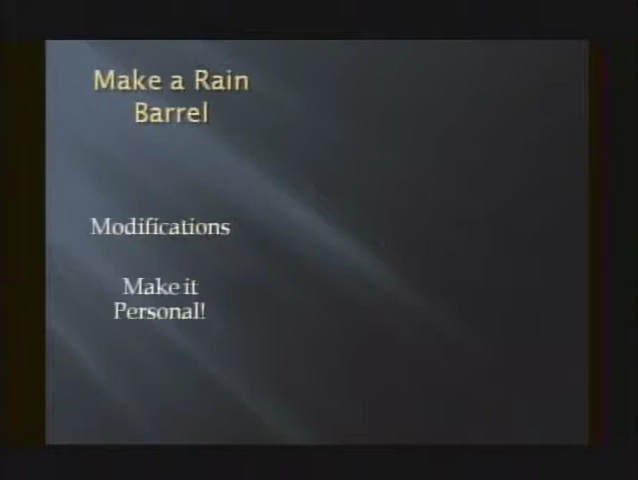 Make a Rain
Barrel
Modifications
Make it
Personal!